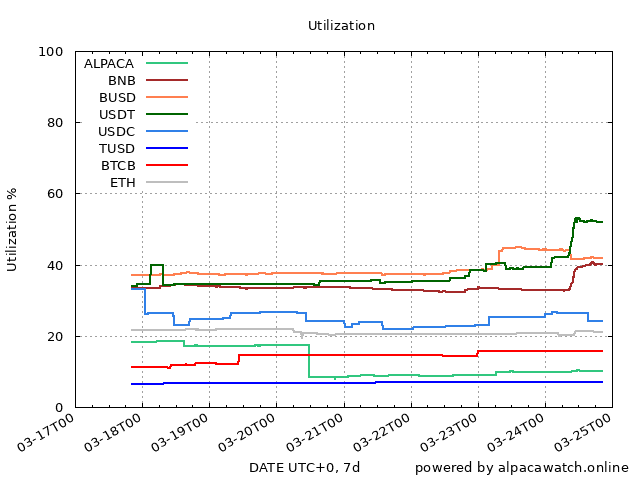 Utilization
100
80
60
40
20
0
Utilization %
ALPACA
BNB
BUSD
USDT
USDC
TUSD
BTCB
ETH
03-17T00
03-18T00
03-19T00
03-20T00
03-21T00
03-22T00
03-23T00
03-24T00
03-25T00
DATE UTC+0, 7d
powered by alpacawatch.online